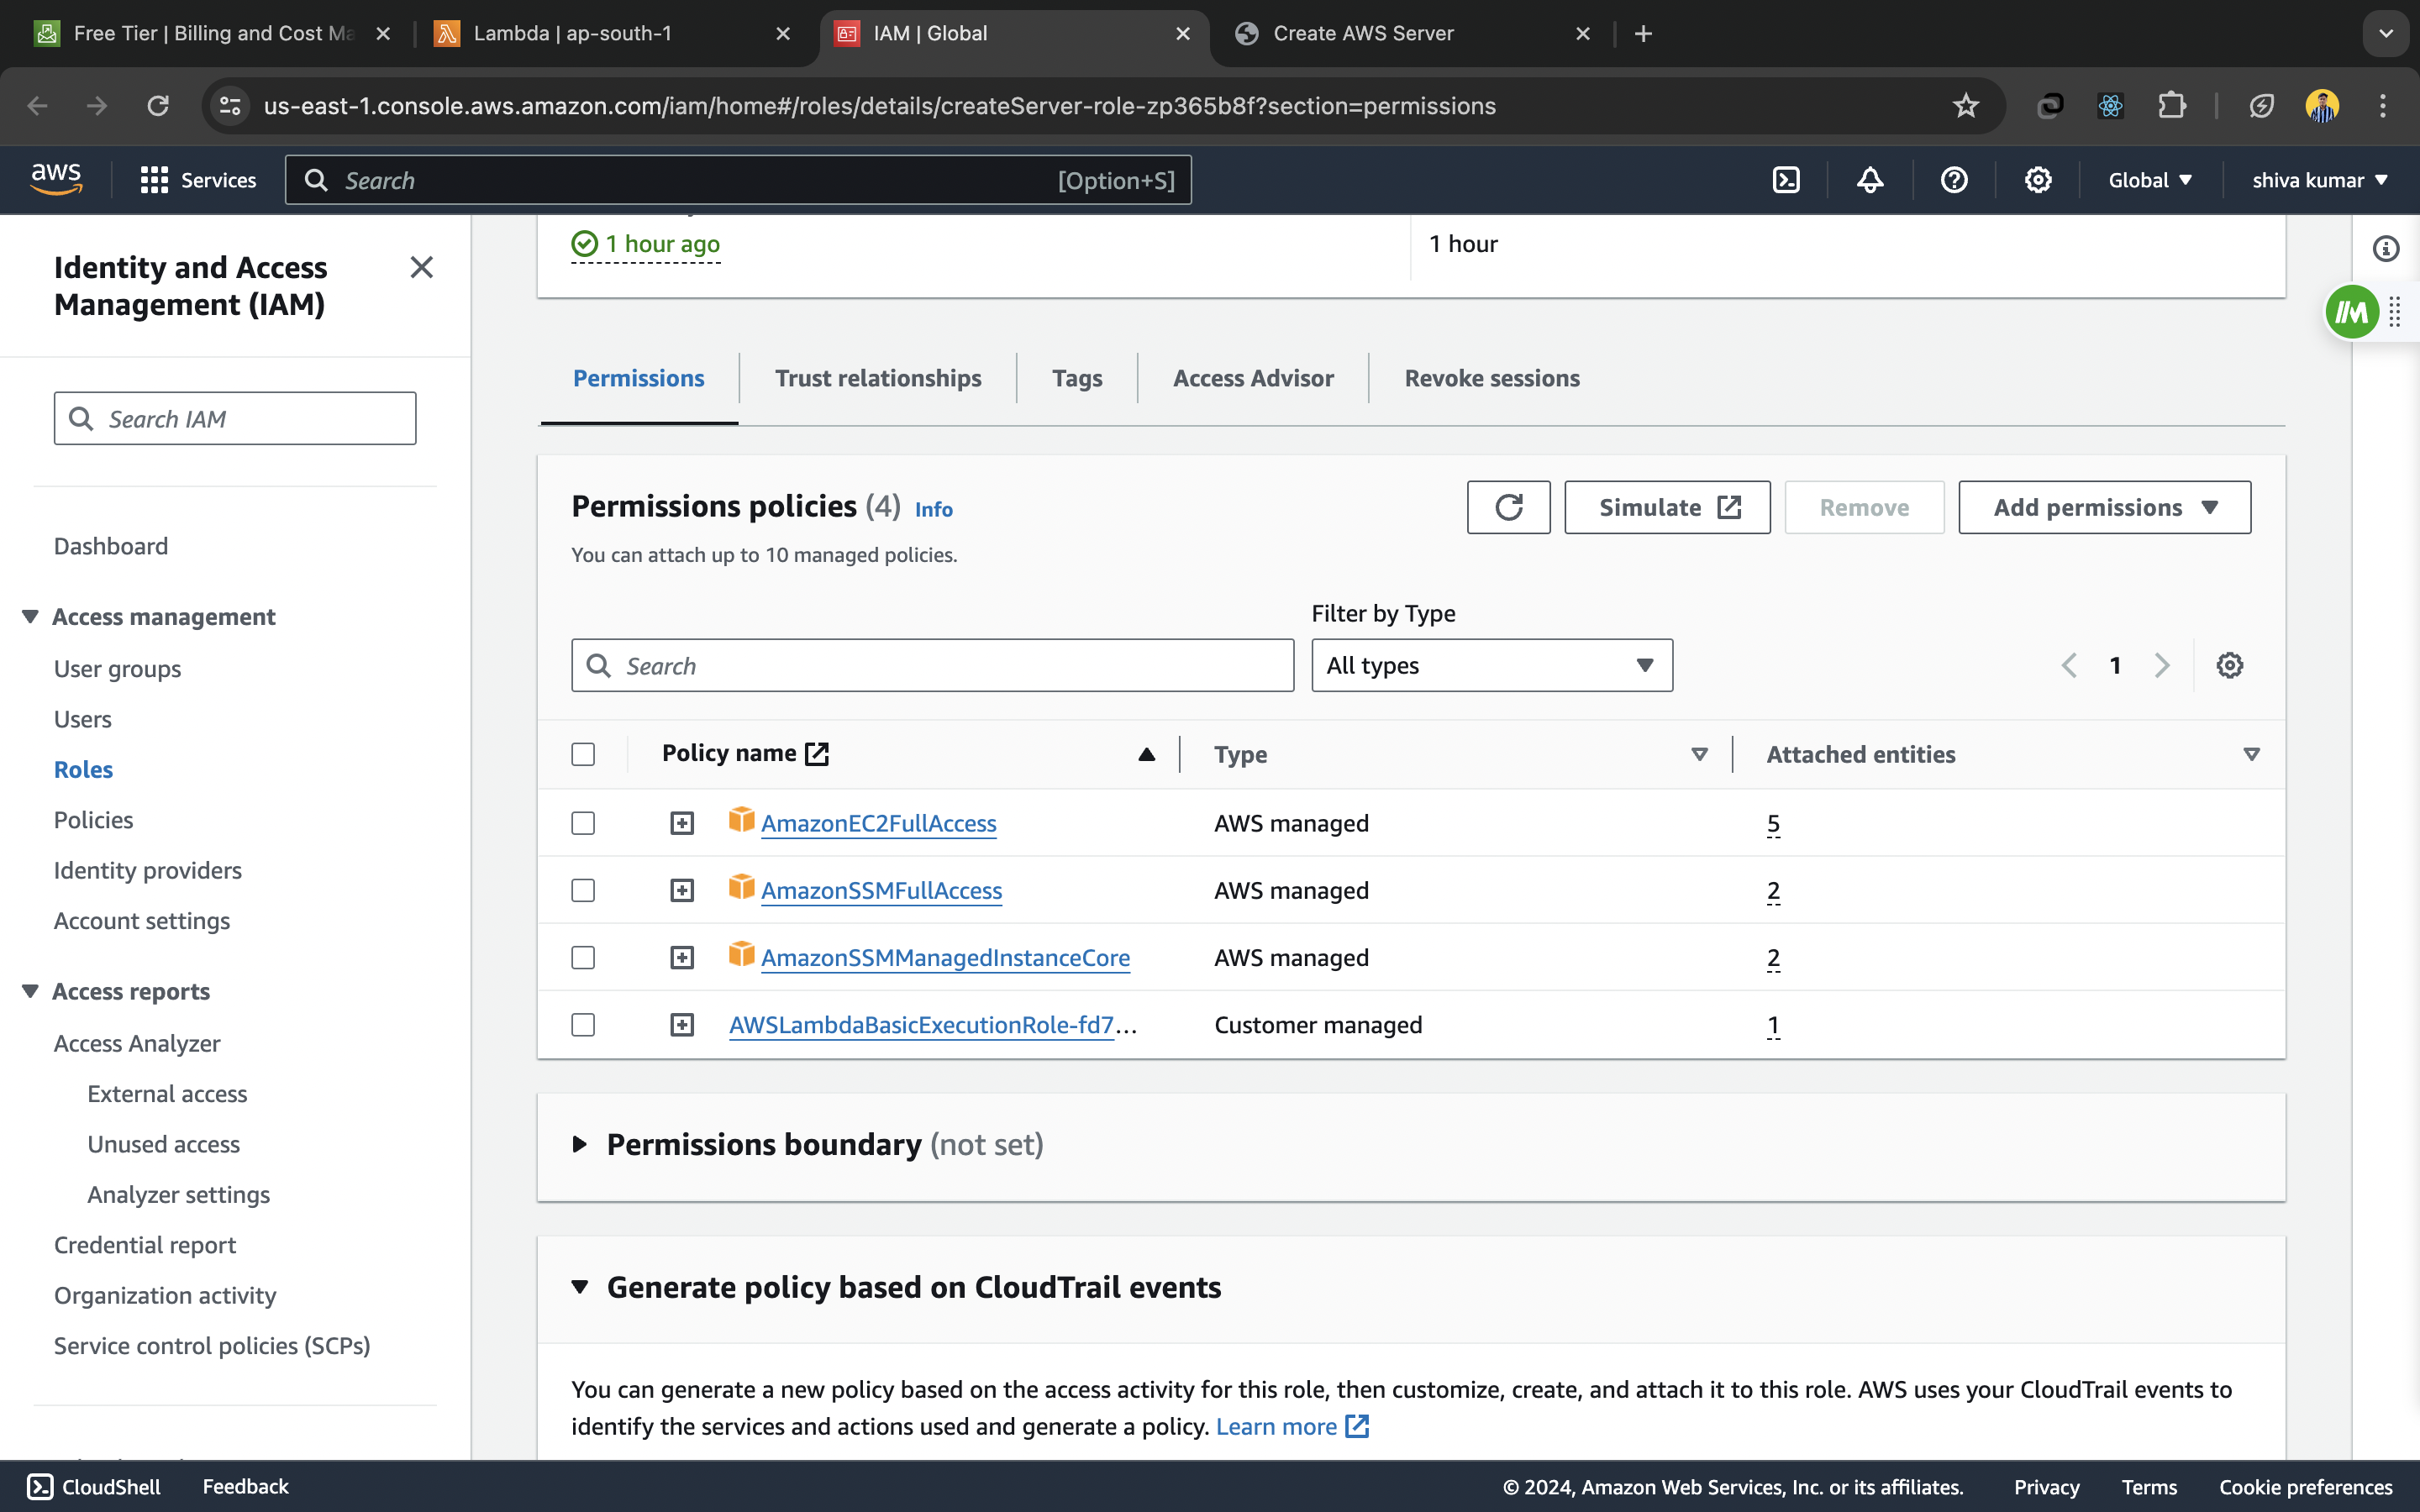 Free Tier | Billing and Cost Ma
Lambda | ap-south-1
IAM | Global
Create AWS Server
us-east-1.console.aws.amazon.com/iam/home#/roles/details/createServer-role-zp365b8f?section=permissions
aws
Services
Search
[Option+S]
Global
shiva kumar
Identity and Access
Management (IAM)
Search IAM
Dashboard
Access management
User groups
Users
Roles
Policies
Identity providers
Account settings
Access reports
Access Analyzer
External access
Unused access
Analyzer settings
Credential report
Organization activity
Service control policies (SCPs)
1 hour ago
1 hour
Permissions
Trust relationships
Tags
Access Advisor
Revoke sessions
Permissions policies (4) Info
You can attach up to 10 managed policies.
Simulate
Remove
Add permissions
Filter by Type
Search
All types
1
Policy name
Type
Attached entities
AmazonEC2FullAccess
AWS managed
5
AmazonSSMFullAccess
AWS managed
2
AmazonSSMManagedInstanceCore
AWS managed
2
AWSLambdaBasicExecutionRole-fd7...
Customer managed
1
Permissions boundary (not set)
Generate policy based on CloudTrail events
You can generate a new policy based on the access activity for this role, then customize, create, and attach it to this role. AWS uses your CloudTrail events to
identify the services and actions used and generate a policy. Learn more
CloudShell
Feedback
© 2024, Amazon Web Services, Inc. or its affiliates.
Privacy
Terms
Cookie preferences